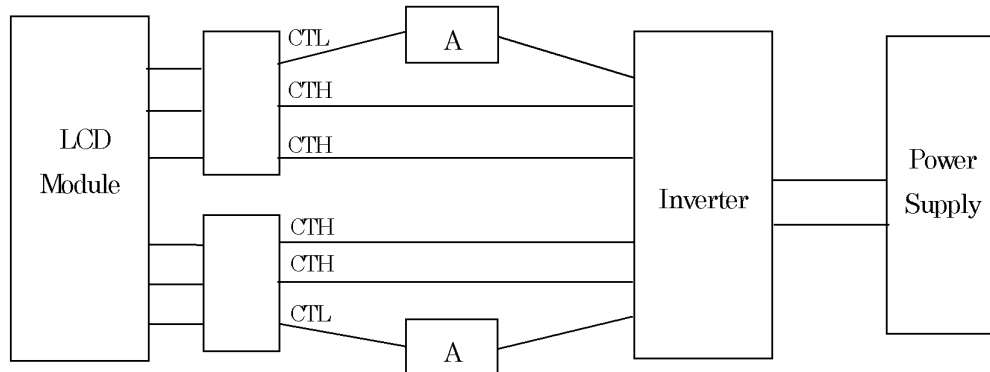 CTL
A
CTH
CTH
LCD
Module
Inverter
Power
Supply
CTH
CTH
CTL
A